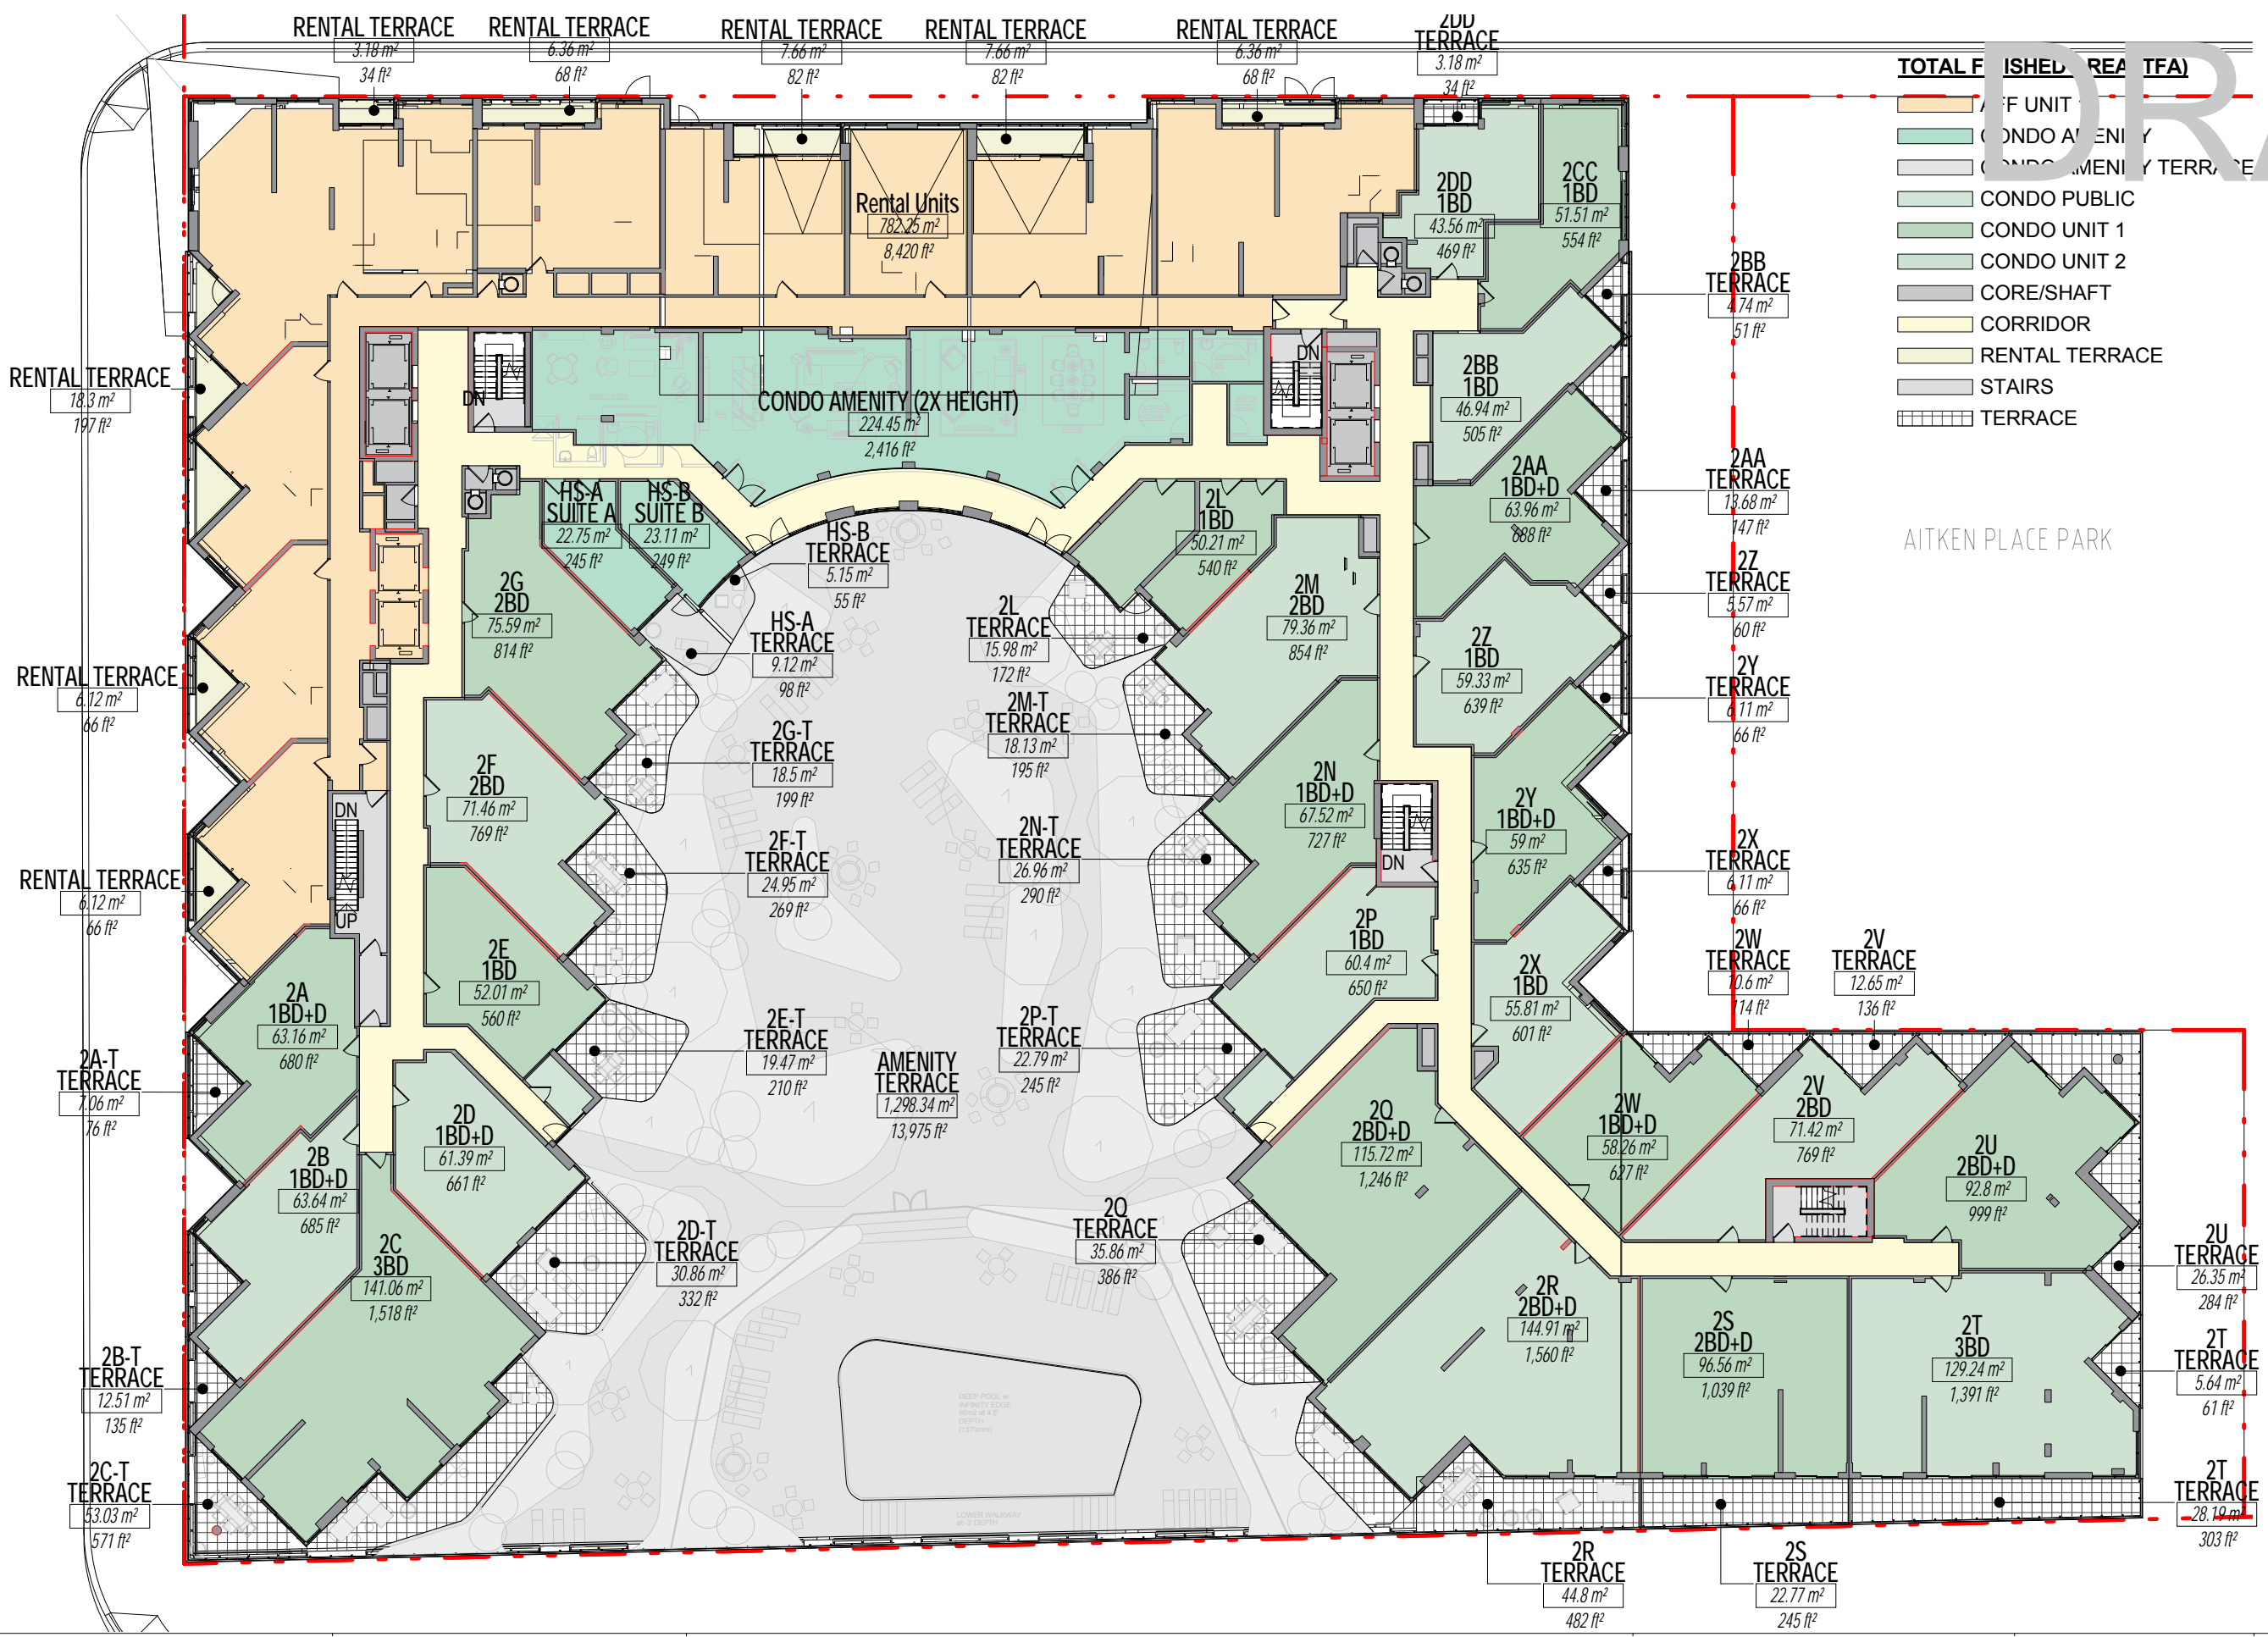 RENTAL TERRACE
3.18 m²
34 ft²
RENTAL TERRACE
6.36 m²
68 ft²
RENTAL TERRACE
7.66 m²
82 ft²
RENTAL TERRACE
7.66 m²
82 ft²
RENTAL TERRACE
6.36 m²
68 ft²
2DD
TERRACE
3.18 m²
34 ft²
DRA
TOTAL FINISHED AREA (TFA)
AFF UNIT
CONDO AMENITY
CONDO AMENITY TERRACE
CONDO PUBLIC
CONDO UNIT 1
CONDO UNIT 2
CORE/SHAFT
CORRIDOR
RENTAL TERRACE
STAIRS
TERRACE
AITKEN PLACE PARK
Rental Units
782.25 m²
8,420 ft²
2DD
1BD
43.56 m²
469 ft²
2CC
1BD
51.51 m²
554 ft²
2BB
TERRACE
4.74 m²
51 ft²
RENTAL TERRACE
18.3 m²
197 ft²
DN
CONDO AMENITY (2X HEIGHT)
224.45 m²
2,416 ft²
DN
2BB
1BD
46.94 m²
505 ft²
2AA
1BD+D
63.96 m²
688 ft²
2AA
TERRACE
13.68 m²
147 ft²
HS-A
SUITE A
22.75 m²
245 ft²
HS-B
SUITE B
23.11 m²
249 ft²
HS-B
TERRACE
5.15 m²
55 ft²
HS-A
TERRACE
9.12 m²
98 ft²
2L
1BD
50.21 m²
540 ft²
2L
TERRACE
15.98 m²
172 ft²
2G
2BD
75.59 m²
814 ft²
2M
2BD
79.36 m²
854 ft²
2Z
1BD
59.33 m²
639 ft²
2Z
TERRACE
5.57 m²
60 ft²
2Y
TERRACE
6.11 m²
66 ft²
RENTAL TERRACE
6.12 m²
66 ft²
2G-T
TERRACE
18.5 m²
199 ft²
2M-T
TERRACE
18.13 m²
195 ft²
2F
2BD
71.46 m²
769 ft²
2N
1BD+D
67.52 m²
727 ft²
2Y
1BD+D
59 m²
635 ft²
2F-T
TERRACE
24.95 m²
269 ft²
2N-T
TERRACE
26.96 m²
290 ft²
DN
UP
DN
2X
TERRACE
6.11 m²
66 ft²
RENTAL TERRACE
6.12 m²
66 ft²
2E
1BD
52.01 m²
560 ft²
2P
1BD
60.4 m²
650 ft²
2X
1BD
55.81 m²
601 ft²
2W
TERRACE
10.6 m²
114 ft²
2V
TERRACE
12.65 m²
136 ft²
2A
1BD+D
63.16 m²
680 ft²
2E-T
TERRACE
19.47 m²
210 ft²
AMENITY
TERRACE
1,298.34 m²
13,975 ft²
2P-T
TERRACE
22.79 m²
245 ft²
2A-T
TERRACE
7.06 m²
76 ft²
2D
1BD+D
61.39 m²
661 ft²
2Q
2BD+D
115.72 m²
1,246 ft²
2W
1BD+D
58.26 m²
627 ft²
2V
2BD
71.42 m²
769 ft²
2U
2BD+D
92.8 m²
999 ft²
2B
1BD+D
63.64 m²
685 ft²
2C
3BD
141.06 m²
1,518 ft²
2D-T
TERRACE
30.86 m²
332 ft²
2Q
TERRACE
35.86 m²
386 ft²
2U
TERRACE
26.35 m²
284 ft²
2R
2BD+D
144.91 m²
1,560 ft²
2S
2BD+D
96.56 m²
1,039 ft²
2T
3BD
129.24 m²
1,391 ft²
2T
TERRACE
5.64 m²
61 ft²
2B-T
TERRACE
12.51 m²
135 ft²
DEEP POOL w
INFINITY EDGE
DEPTH
(1370mm)
2C-T
TERRACE
53.03 m²
571 ft²
LOWER WALKWAY
2T
TERRACE
28.19 m²
303 ft²
2R
TERRACE
44.8 m²
482 ft²
2S
TERRACE
22.77 m²
245 ft²